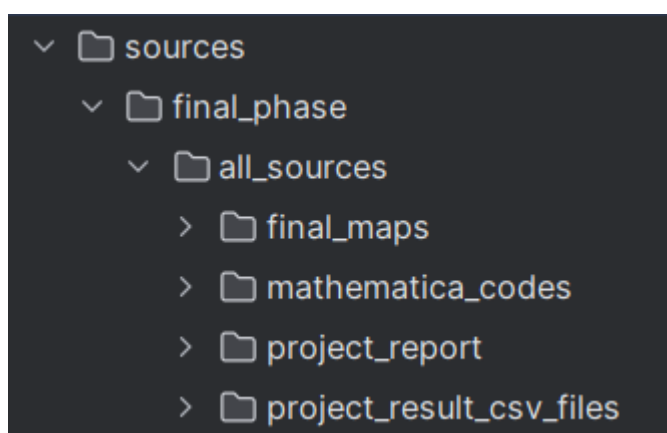 sources
final_phase
all_sources
final_maps
mathematica_codes
project_report
project_result_csv_files